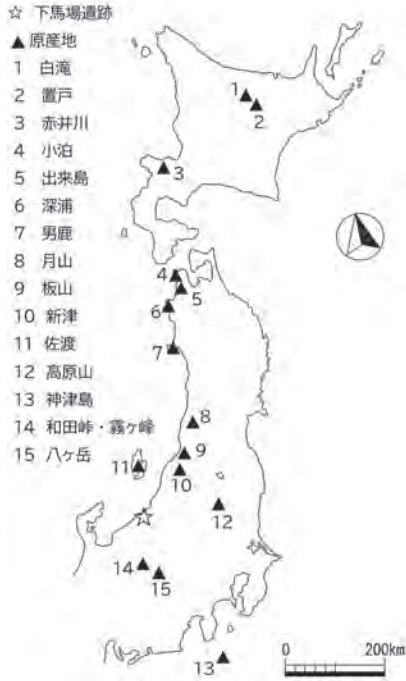 ☆ 下馬場遺跡
▲ 原産地
1 白滝
2 置戸
3 赤井川
4 小泊
5 出来島
6 深浦
7 男鹿
8 月山
9 板山
10 新津
11 佐渡
12 高原山
13 神津島
14 和田峠・霧ヶ峰
15 八ヶ岳
1
2
3
4
5
6
7
8
9
10
11
12
14
15
13
0 200km